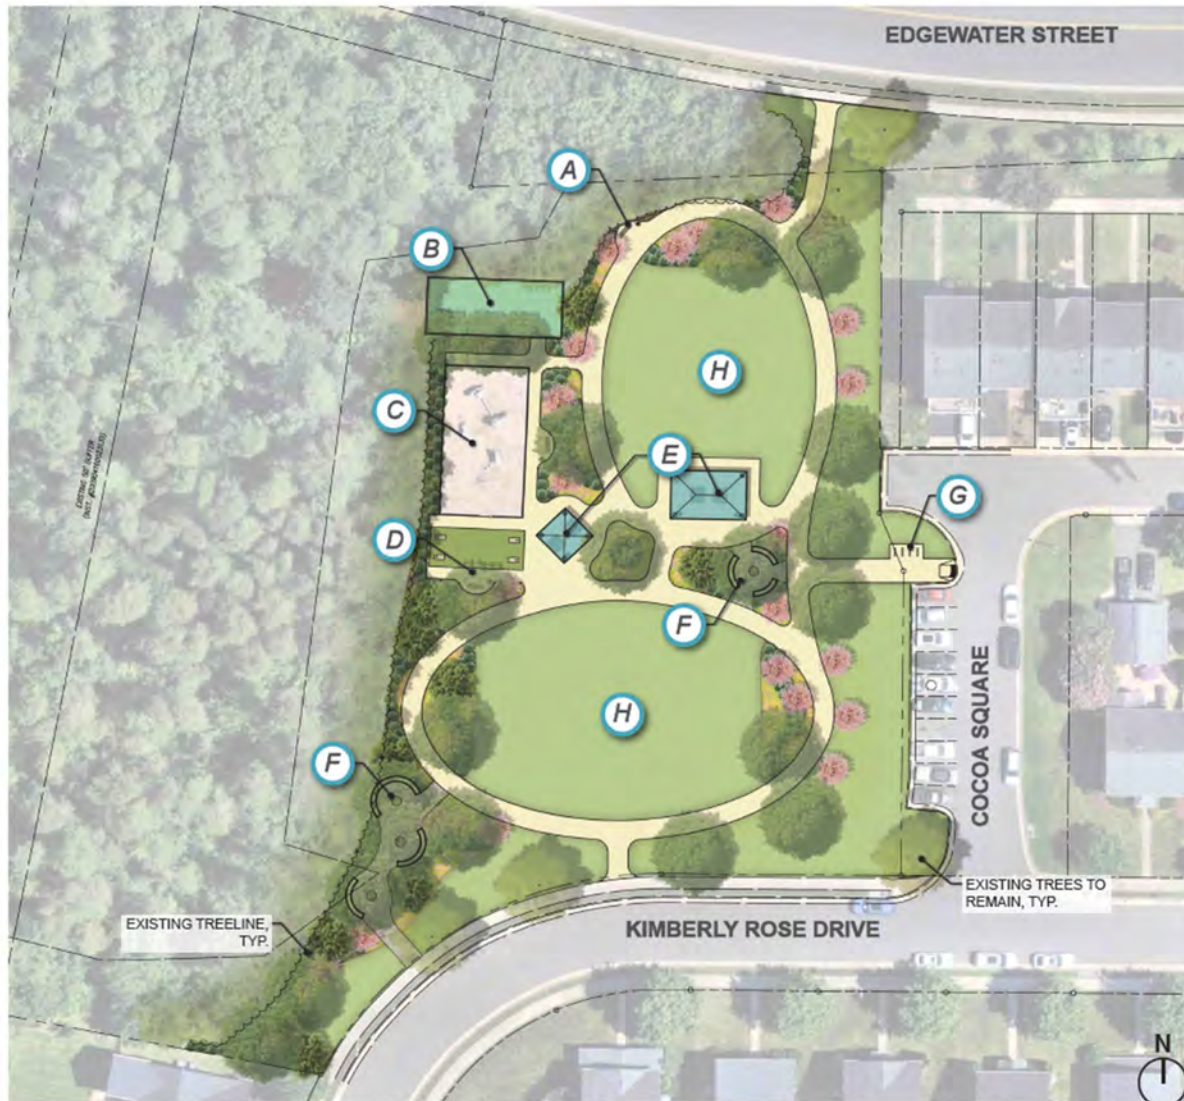 EDGEWATER STREET
A
B
H
C
E
G
D
F
COCOA SQUARE
H
F
EXISTING TREES TO
REMAIN, TYP.
EXISTING TREELINE,
TYP.
KIMBERLY ROSE DRIVE
N